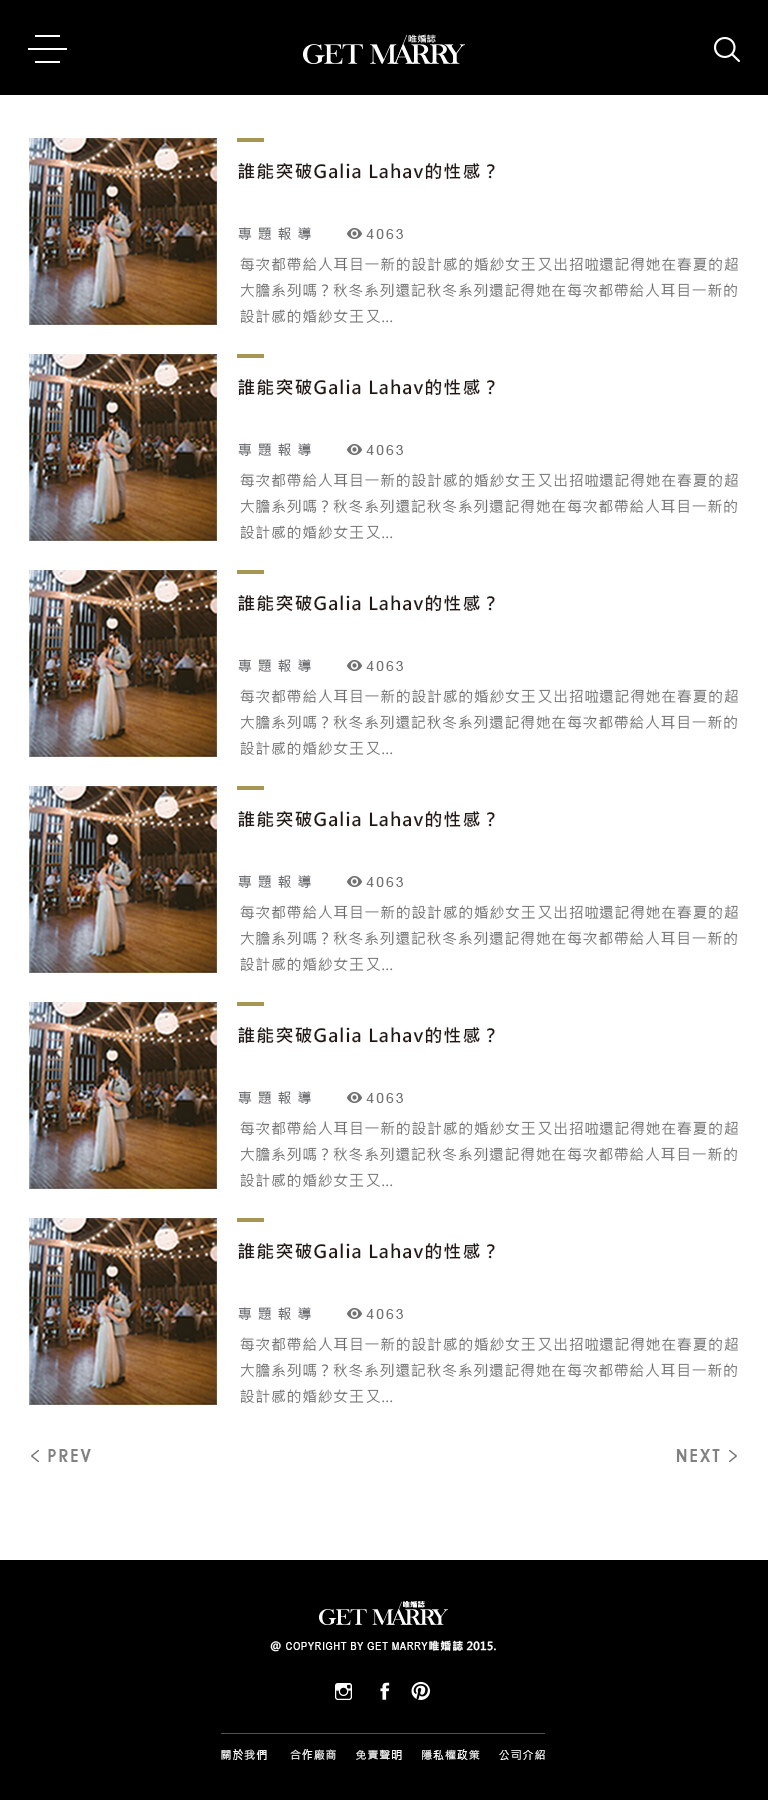 唯婚誌
GET MARRY
誰能突破Galia Lahav的性感？
專題報導 4063
每次都帶給人耳目一新的設計感的婚紗女王又出招啦還記得她在春夏的超
大膽系列嗎？秋冬系列還記秋冬系列還記得她在每次都帶給人耳目一新的
設計感的婚紗女王又...
誰能突破Galia Lahav的性感？
專題報導 4063
每次都帶給人耳目一新的設計感的婚紗女王又出招啦還記得她在春夏的超
大膽系列嗎？秋冬系列還記秋冬系列還記得她在每次都帶給人耳目一新的
設計感的婚紗女王又...
誰能突破Galia Lahav的性感？
專題報導 4063
每次都帶給人耳目一新的設計感的婚紗女王又出招啦還記得她在春夏的超
大膽系列嗎？秋冬系列還記秋冬系列還記得她在每次都帶給人耳目一新的
設計感的婚紗女王又...
誰能突破Galia Lahav的性感？
專題報導 4063
每次都帶給人耳目一新的設計感的婚紗女王又出招啦還記得她在春夏的超
大膽系列嗎？秋冬系列還記秋冬系列還記得她在每次都帶給人耳目一新的
設計感的婚紗女王又...
誰能突破Galia Lahav的性感？
專題報導 4063
每次都帶給人耳目一新的設計感的婚紗女王又出招啦還記得她在春夏的超
大膽系列嗎？秋冬系列還記秋冬系列還記得她在每次都帶給人耳目一新的
設計感的婚紗女王又...
誰能突破Galia Lahav的性感？
專題報導 4063
每次都帶給人耳目一新的設計感的婚紗女王又出招啦還記得她在春夏的超
大膽系列嗎？秋冬系列還記秋冬系列還記得她在每次都帶給人耳目一新的
設計感的婚紗女王又...
< PREV NEXT >
唯婚誌
GET MARRY
@ COPYRIGHT BY GET MARRY唯婚誌 2015.
關於我們 合作廠商 免責聲明 隱私權政策 公司介紹